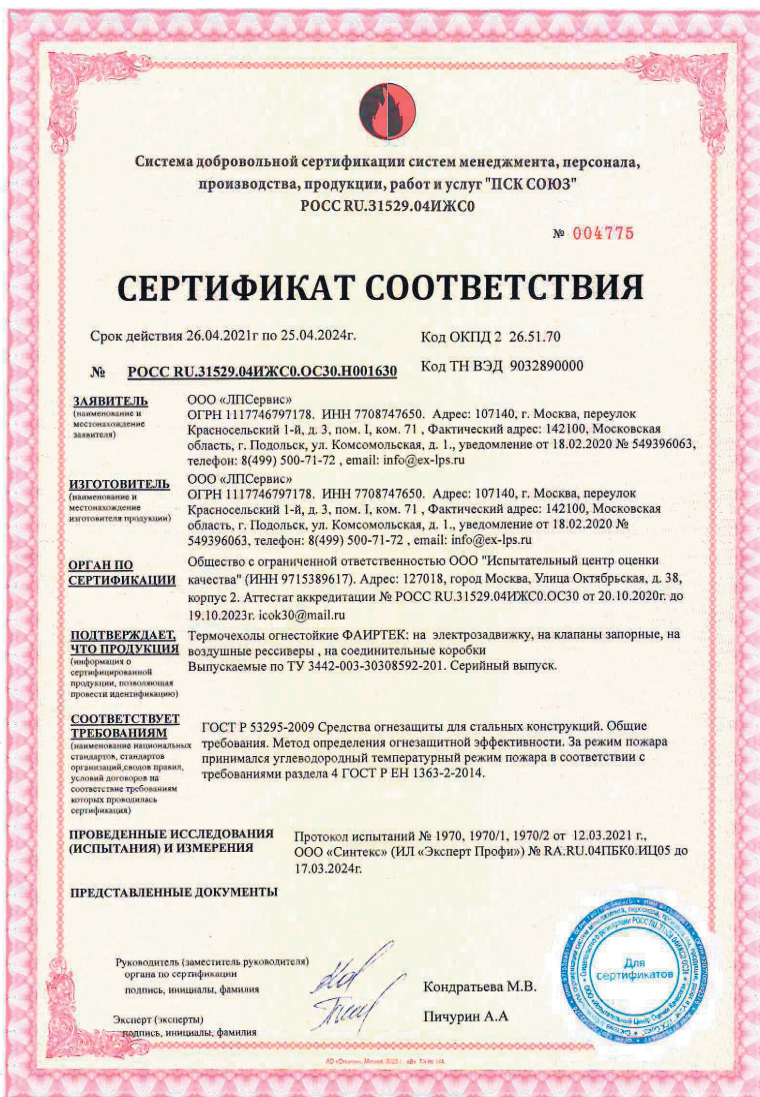 Система добровольной сертификации систем менеджмента, персонала,
производства, продукции, работ и услуг "ПСК СОЮЗ"
РОСС RU.31529.04ИЖС0
№ 004775
СЕРТИФИКАТ СООТВЕТСТВИЯ
Срок действия 26.04.2021г по 25.04.2024г.
Код ОКПД 2 26.51.70
№ РОСС RU.31529.04ИЖС0.ОС30.Н001630
Код ТН ВЭД 9032890000
ЗАЯВИТЕЛЬ
(наименование и
местонахождение
заявителя)
ООО «ЛПСервис»
ОГРН 1117746797178. ИНН 7708747650. Адрес: 107140, г. Москва, переулок
Красносельский 1-й, д. 3, пом. I, ком. 71 , Фактический адрес: 142100, Московская
область, г. Подольск, ул. Комсомольская, д. 1., уведомление от 18.02.2020 № 549396063,
телефон: 8(499) 500-71-72 , email: info@ex-lps.ru
ИЗГОТОВИТЕЛЬ
(наименование и
местонахождение
изготовителя продукции)
ООО «ЛПСервис»
ОГРН 1117746797178. ИНН 7708747650. Адрес: 107140, г. Москва, переулок
Красносельский 1-й, д. 3, пом. I, ком. 71 , Фактический адрес: 142100, Московская
область, г. Подольск, ул. Комсомольская, д. 1., уведомление от 18.02.2020 №
549396063, телефон: 8(499) 500-71-72 , email: info@ex-lps.ru
ОРГАН ПО
СЕРТИФИКАЦИИ
Общество с ограниченной ответственностью ООО "Испытательный центр оценки
качества" (ИНН 9715389617). Адрес: 127018, город Москва, Улица Октябрьская, д. 38,
корпус 2. Аттестат аккредитации № РОСС RU.31529.04ИЖС0.ОС30 от 20.10.2020г. до
19.10.2023г. icok30@mail.ru
ПОДТВЕРЖДАЕТ,
ЧТО ПРОДУКЦИЯ
(информация о
сертифицированной
продукции, позволяющая
провести идентификацию)
Термочехолы огнестойкие ФАИРТЕК: на электрозадвижку, на клапаны запорные, на
воздушные рессиверы , на соединительные коробки
Выпускаемые по ТУ 3442-003-30308592-201. Серийный выпуск.
СООТВЕТСТВУЕТ
ТРЕБОВАНИЯМ
(наименование национальных
стандартов, стандартов
организаций,сводов правил,
условий договоров на
соответствие требованиям
которых проводилась
сертификация)
ГОСТ Р 53295-2009 Средства огнезащиты для стальных конструкций. Общие
требования. Метод определения огнезащитной эффективности. За режим пожара
принимался углеводородный температурный режим пожара в соответствии с
требованиями раздела 4 ГОСТ Р ЕН 1363-2-2014.
ПРОВЕДЕННЫЕ ИССЛЕДОВАНИЯ
(ИСПЫТАНИЯ) И ИЗМЕРЕНИЯ
Протокол испытаний № 1970, 1970/1, 1970/2 от 12.03.2021 г.,
ООО «Синтекс» (ИЛ «Эксперт Профи») № RA.RU.04ПБК0.ИЦ05 до
17.03.2024г.
ПРЕДСТАВЛЕННЫЕ ДОКУМЕНТЫ
Руководитель (заместитель руководителя)
органа по сертификации
подпись, инициалы, фамилия
Кондратьева М.В.
Эксперт (эксперты)
подпись, инициалы, фамилия
Пичурин А.А
Для
сертификатов